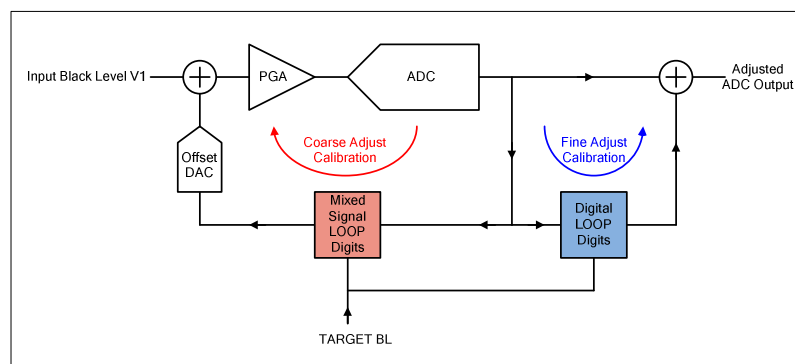 Input Black Level V1
PGA
ADC
Adjusted
ADC Output
Coarse Adjust
Calibration
Fine Adjust
Calibration
Offset
DAC
Mixed
Signal
LOOP
Digits
Digital
LOOP
Digits
TARGET BL